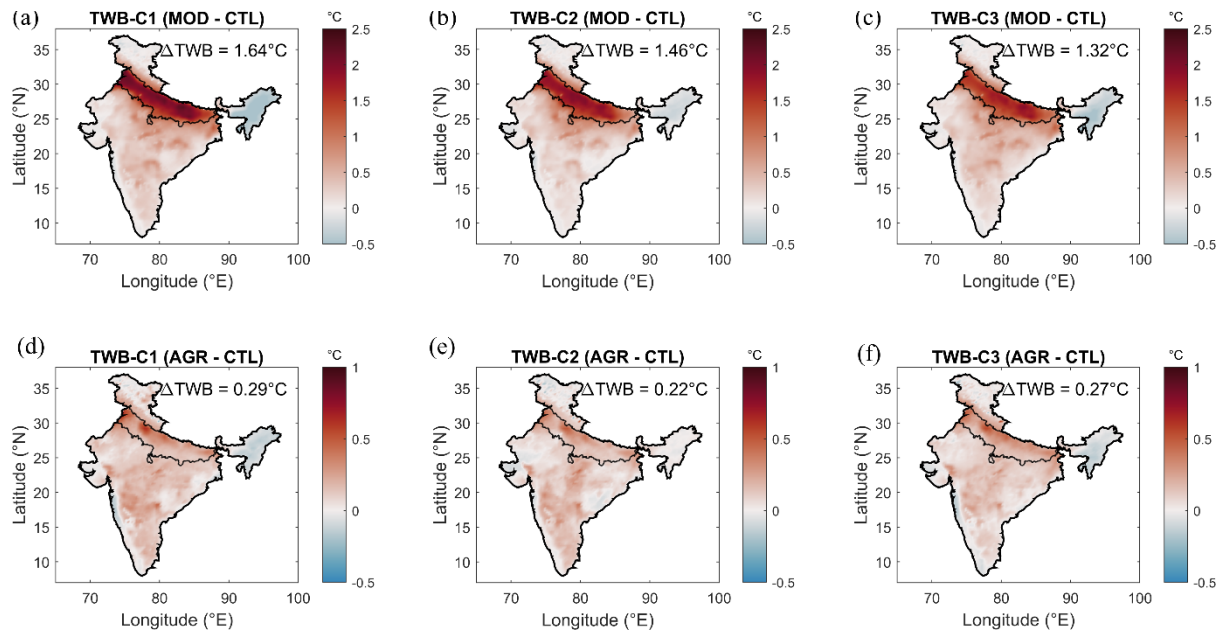 (a)
TWB-C1 (MOD - CTL)
°C
ΔTWB = 1.64°C
35
30
25
20
15
10
Latitude (°N)
70 80 90 100
Longitude (°E)
2.5
2
1.5
1
0.5
0
-0.5
(b)
TWB-C2 (MOD - CTL)
°C
ΔTWB = 1.46°C
35
30
25
20
15
10
Latitude (°N)
70 80 90 100
Longitude (°E)
2.5
2
1.5
1
0.5
0
-0.5
(c)
TWB-C3 (MOD - CTL)
°C
ΔTWB = 1.32°C
35
30
25
20
15
10
Latitude (°N)
70 80 90 100
Longitude (°E)
2.5
2
1.5
1
0.5
0
-0.5
(d)
TWB-C1 (AGR - CTL)
°C
ΔTWB = 0.29°C
35
30
25
20
15
10
Latitude (°N)
70 80 90 100
Longitude (°E)
1
0.5
0
-0.5
(e)
TWB-C2 (AGR - CTL)
°C
ΔTWB = 0.22°C
35
30
25
20
15
10
Latitude (°N)
70 80 90 100
Longitude (°E)
1
0.5
0
-0.5
(f)
TWB-C3 (AGR - CTL)
°C
ΔTWB = 0.27°C
35
30
25
20
15
10
Latitude (°N)
70 80 90 100
Longitude (°E)
1
0.5
0
-0.5